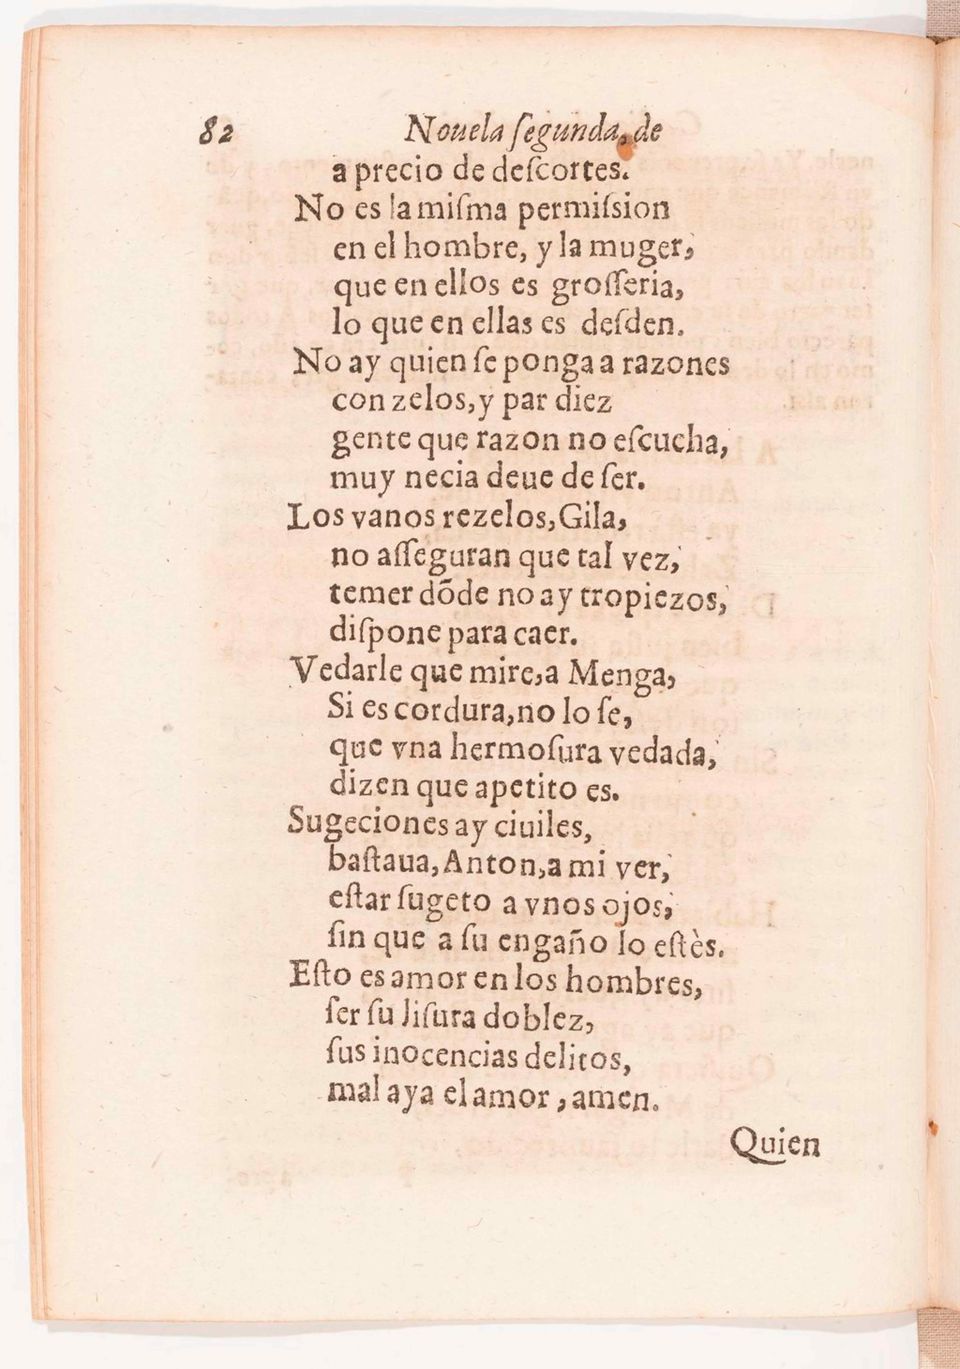 82 Nouela ſegunda, de
a precio de deſcortes.
No es la miſma permiſsion
en el hombre, y la muger,
que en ellos es groſſeria,
lo que en ellas es deſden.
No ay quien ſe ponga a razones
con zelos, y par diez
gente que razon no eſcucha,
muy necia deue de ſer.
Los vanos rezelos, Gila,
no aſſeguran que tal vez,
temer dõde no ay tropiezos,
diſpone para caer.
Vedarle que mire, a Menga,
Si es cordura, no lo ſe,
que vna hermoſura vedada,
dizen que apetito es.
Sugeciones ay ciuiles,
baſtaua, Anton, a mi ver,
eſtar ſugeto a vnos ojos,
ſin que a ſu engaño lo eſtès.
Eſto es amor en los hombres,
ſer ſu liſura doblez,
ſus inocencias delitos,
mal aya el amor, amen.
Quien